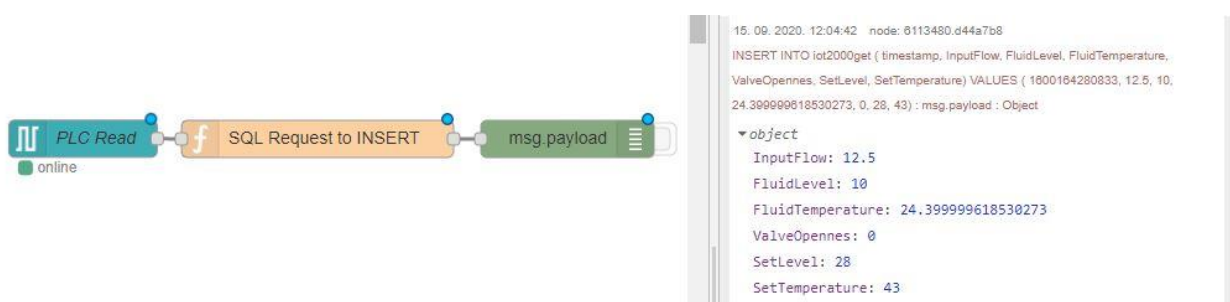 PLC Read
f
SQL Request to INSERT
msg.payload
online
15. 09. 2020. 12:04:42 node: 6113480.d44a7b8
INSERT INTO iot2000get ( timestamp, InputFlow, FluidLevel, FluidTemperature,
ValveOpennes, SetLevel, SetTemperature) VALUES ( 1600164280833, 12.5, 10,
24.399999618530273, 0, 28, 43) : msg.payload : Object
object
InputFlow: 12.5
FluidLevel: 10
FluidTemperature: 24.399999618530273
ValveOpennes: 0
SetLevel: 28
SetTemperature: 43